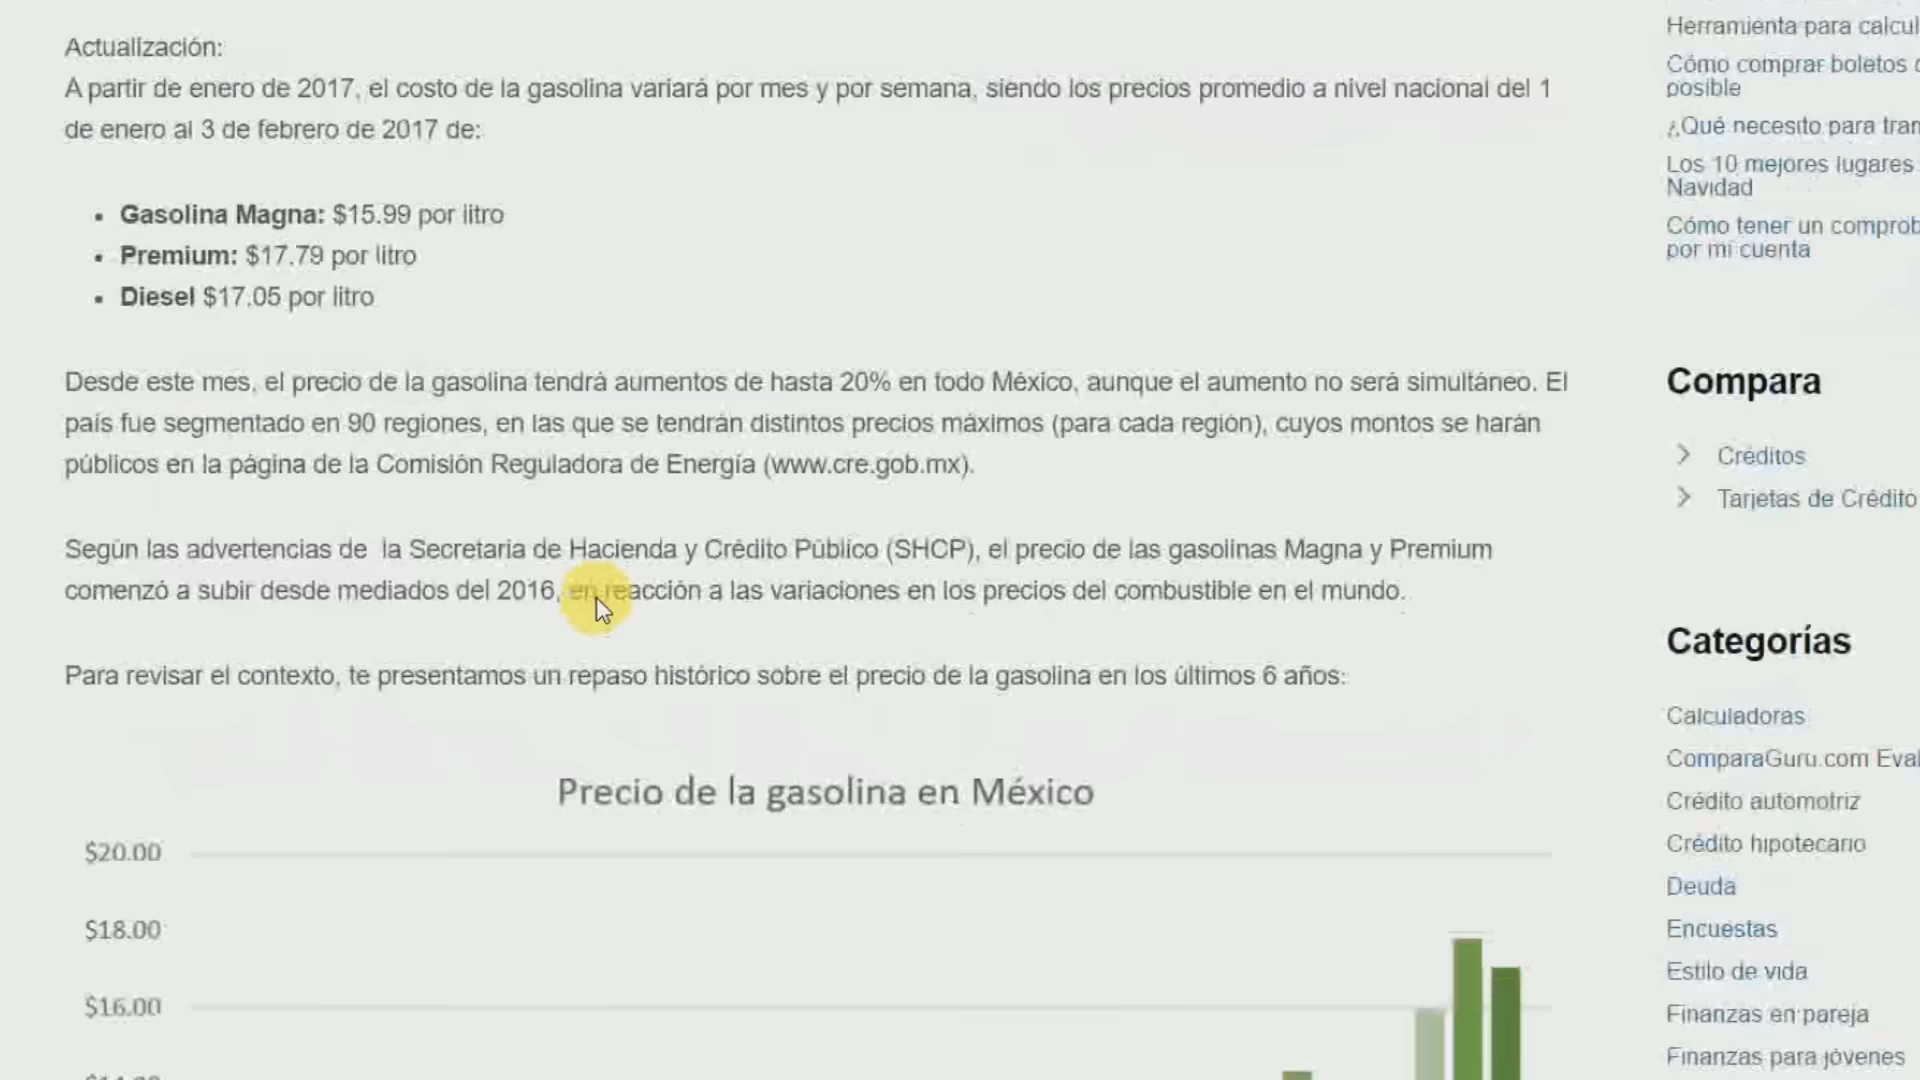 Actualización:
A partir de enero de 2017, el costo de la gasolina variará por mes y por semana, siendo los precios promedio a nivel nacional del 1
de enero al 3 de febrero de 2017 de:
Gasolina Magna: $15.99 por litro
Premium: $17.79 por litro
Diesel $17.05 por litro
Desde este mes, el precio de la gasolina tendrá aumentos de hasta 20% en todo México, aunque el aumento no será simultáneo. El
país fue segmentado en 90 regiones, en las que se tendrán distintos precios máximos (para cada región), cuyos montos se harán
públicos en la página de la Comisión Reguladora de Energía (www.cre.gob.mx).
Según las advertencias de la Secretaría de Hacienda y Crédito Público (SHCP), el precio de las gasolinas Magna y Premium
comenzó a subir desde mediados del 2016, en reacción a las variaciones en los precios del combustible en el mundo.
Para revisar el contexto, te presentamos un repaso histórico sobre el precio de la gasolina en los últimos 6 años:
Precio de la gasolina en México
$20.00
$18.00
$16.00
Herramienta para
Cómo comprar boletos
posible
¿Qué necesito para
Los 10 mejores lugares
Navidad
Cómo tener un
por mi cuenta
Compara
Créditos
Tarjetas de Crédito
Categorías
Calculadoras
ComparaGuru.com
Crédito automotriz
Crédito hipotecario
Deuda
Encuestas
Estilo de vida
Finanzas en pareja
Finanzas para jóvenes